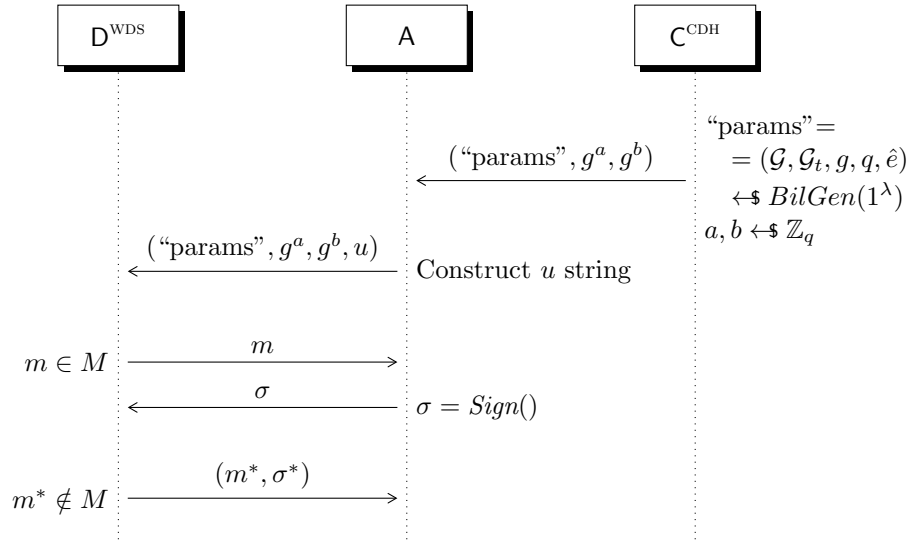 D^WDS
A
C^CDH
"params"=
= (𝒢, 𝒢_t, g, q, ê)
↞$ BilGen(1^λ)
a, b ↞$ ℤ_q
("params", g^a, g^b)
("params", g^a, g^b, u)
Construct u string
m ∈ M
m
σ
σ = Sign()
m* ∉ M
(m*, σ*)